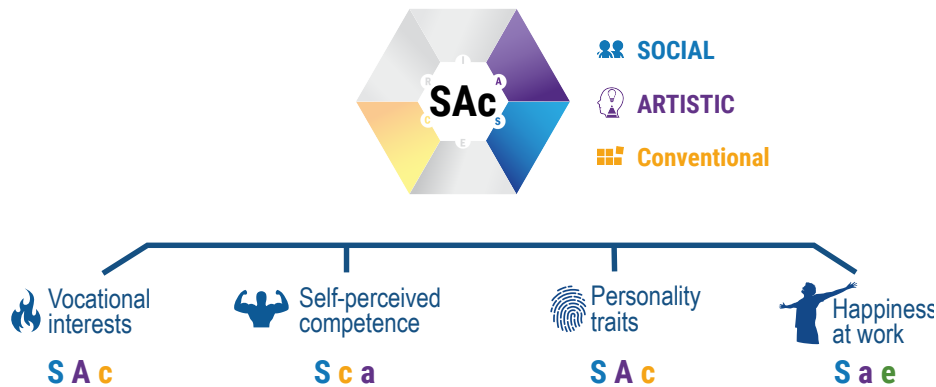 I
R
A
SAc
C
S
E
SOCIAL
ARTISTIC
Conventional
Vocational
interests
S A c
Self-perceived
competence
S c a
Personality
traits
S A c
Happiness
at work
S a e